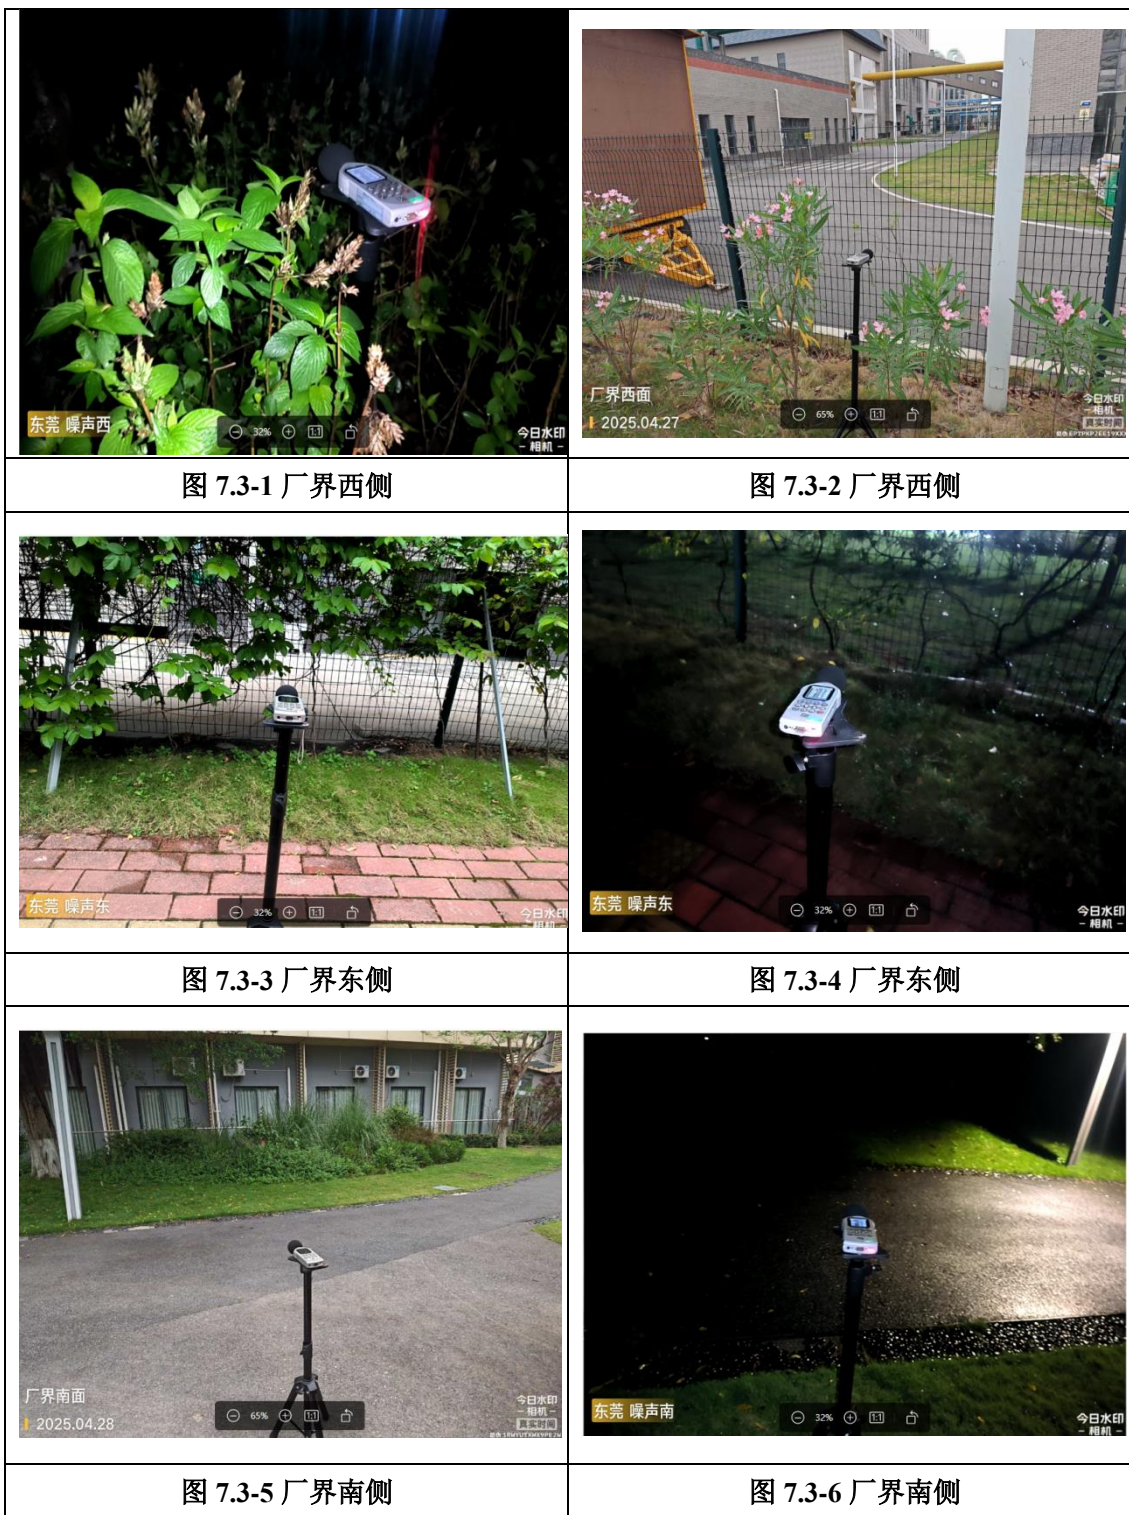 东莞 噪声西
32%
1:1
今日水印
- 相机 -
厂界西面
2025.04.27
65%
1:1
今日水印
- 相机 -
真实时间
图 7.3-1 厂界西侧
图 7.3-2 厂界西侧
东莞 噪声东
32%
1:1
今日水印
- 相机 -
东莞 噪声东
32%
1:1
今日水印
- 相机 -
图 7.3-3 厂界东侧
图 7.3-4 厂界东侧
厂界南面
2025.04.28
65%
1:1
今日水印
- 相机 -
真实时间
东莞 噪声南
32%
1:1
今日水印
- 相机 -
图 7.3-5 厂界南侧
图 7.3-6 厂界南侧